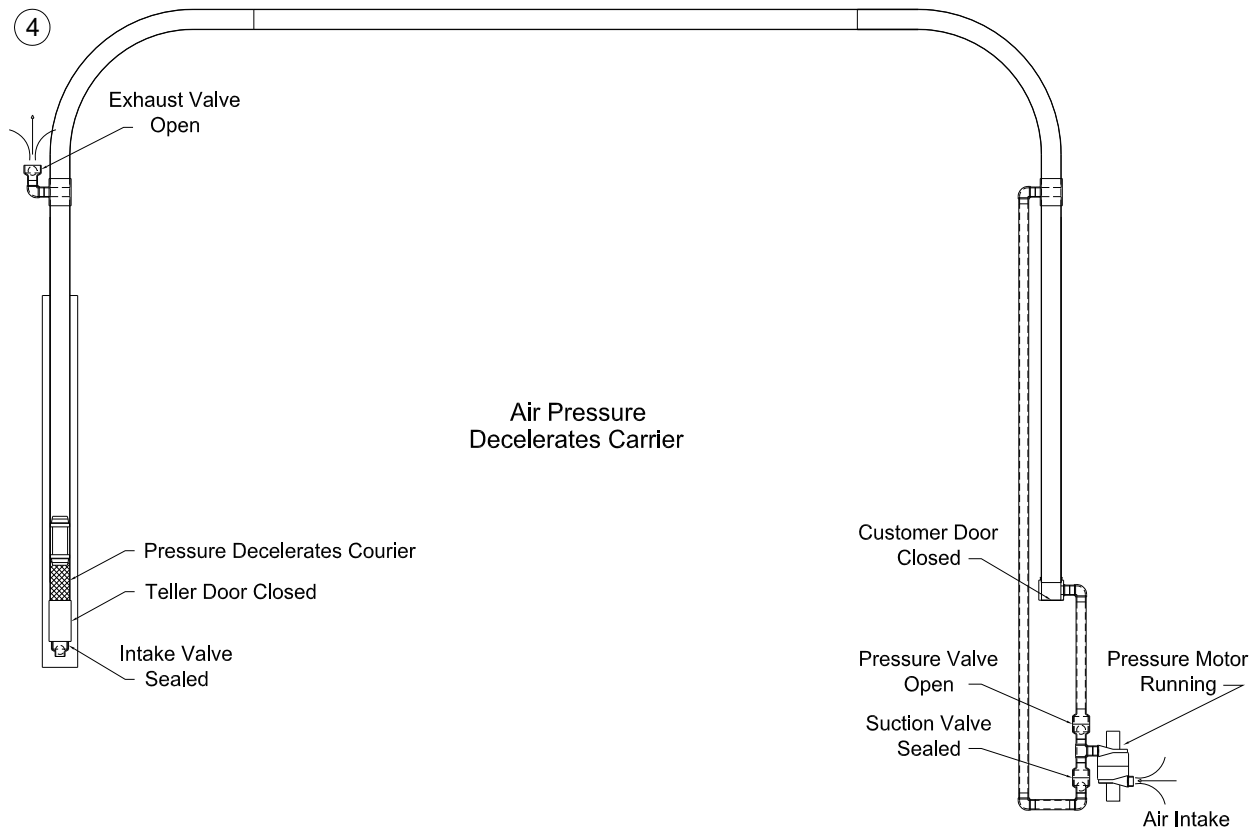 4
Exhaust Valve
Open
Air Pressure
Decelerates Carrier
Pressure Decelerates Courier
Teller Door Closed
Intake Valve
Sealed
Customer Door
Closed
Pressure Valve
Open
Pressure Motor
Running
Suction Valve
Sealed
Air Intake